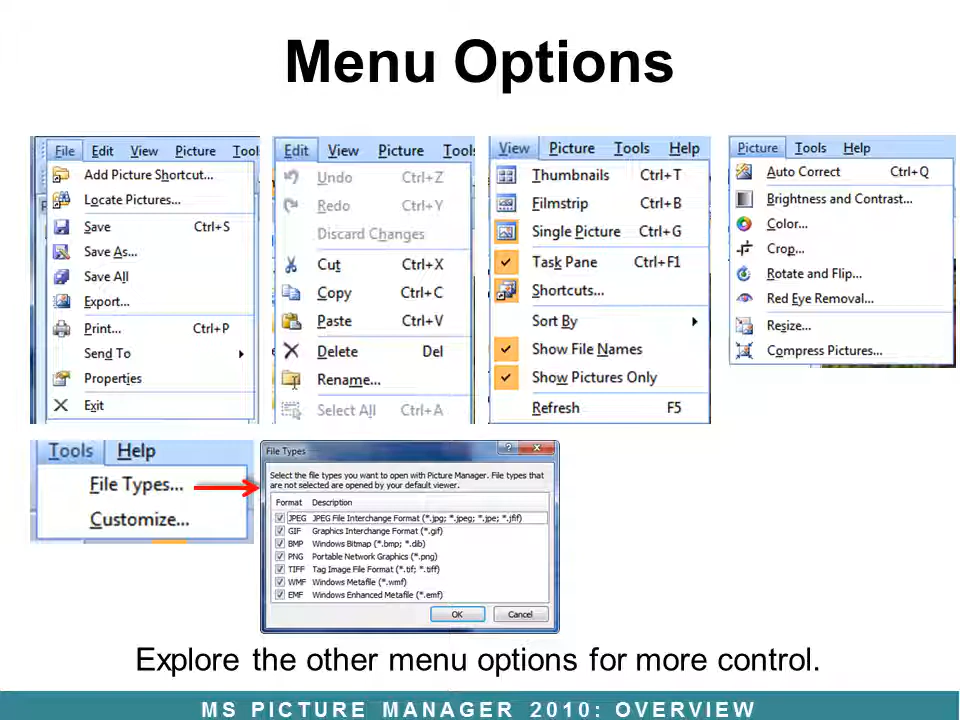 Menu Options
File Edit View Picture Tools
Add Picture Shortcut...
Locate Pictures...
Save Ctrl+S
Save As...
Save All
Export...
Print... Ctrl+P
Send To
Properties
Exit
Edit View Picture Tools
Undo Ctrl+Z
Redo Ctrl+Y
Discard Changes
Cut Ctrl+X
Copy Ctrl+C
Paste Ctrl+V
Delete Del
Rename...
Select All Ctrl+A
View Picture Tools Help
Thumbnails Ctrl+T
Filmstrip Ctrl+B
Single Picture Ctrl+G
Task Pane Ctrl+F1
Shortcuts...
Sort By
Show File Names
Show Pictures Only
Refresh F5
Picture Tools Help
Auto Correct Ctrl+Q
Brightness and Contrast...
Color...
Crop...
Rotate and Flip...
Red Eye Removal...
Resize...
Compress Pictures...
Tools Help
File Types...
Customize...
File Types
Select the file types you want to open with Picture Manager. File types that
are not selected are opened by your default viewer.
Format Description
JPEG JPEG File Interchange Format (*.jpg; *.jpeg; *.jpe; *.jfif)
GIF Graphics Interchange Format (*.gif)
BMP Windows Bitmap (*.bmp; *.dib)
PNG Portable Network Graphics (*.png)
TIFF Tag Image File Format (*.tif; *.tiff)
WMF Windows Metafile (*.wmf)
EMF Windows Enhanced Metafile (*.emf)
OK Cancel
Explore the other menu options for more control.
MS PICTURE MANAGER 2010: OVERVIEW